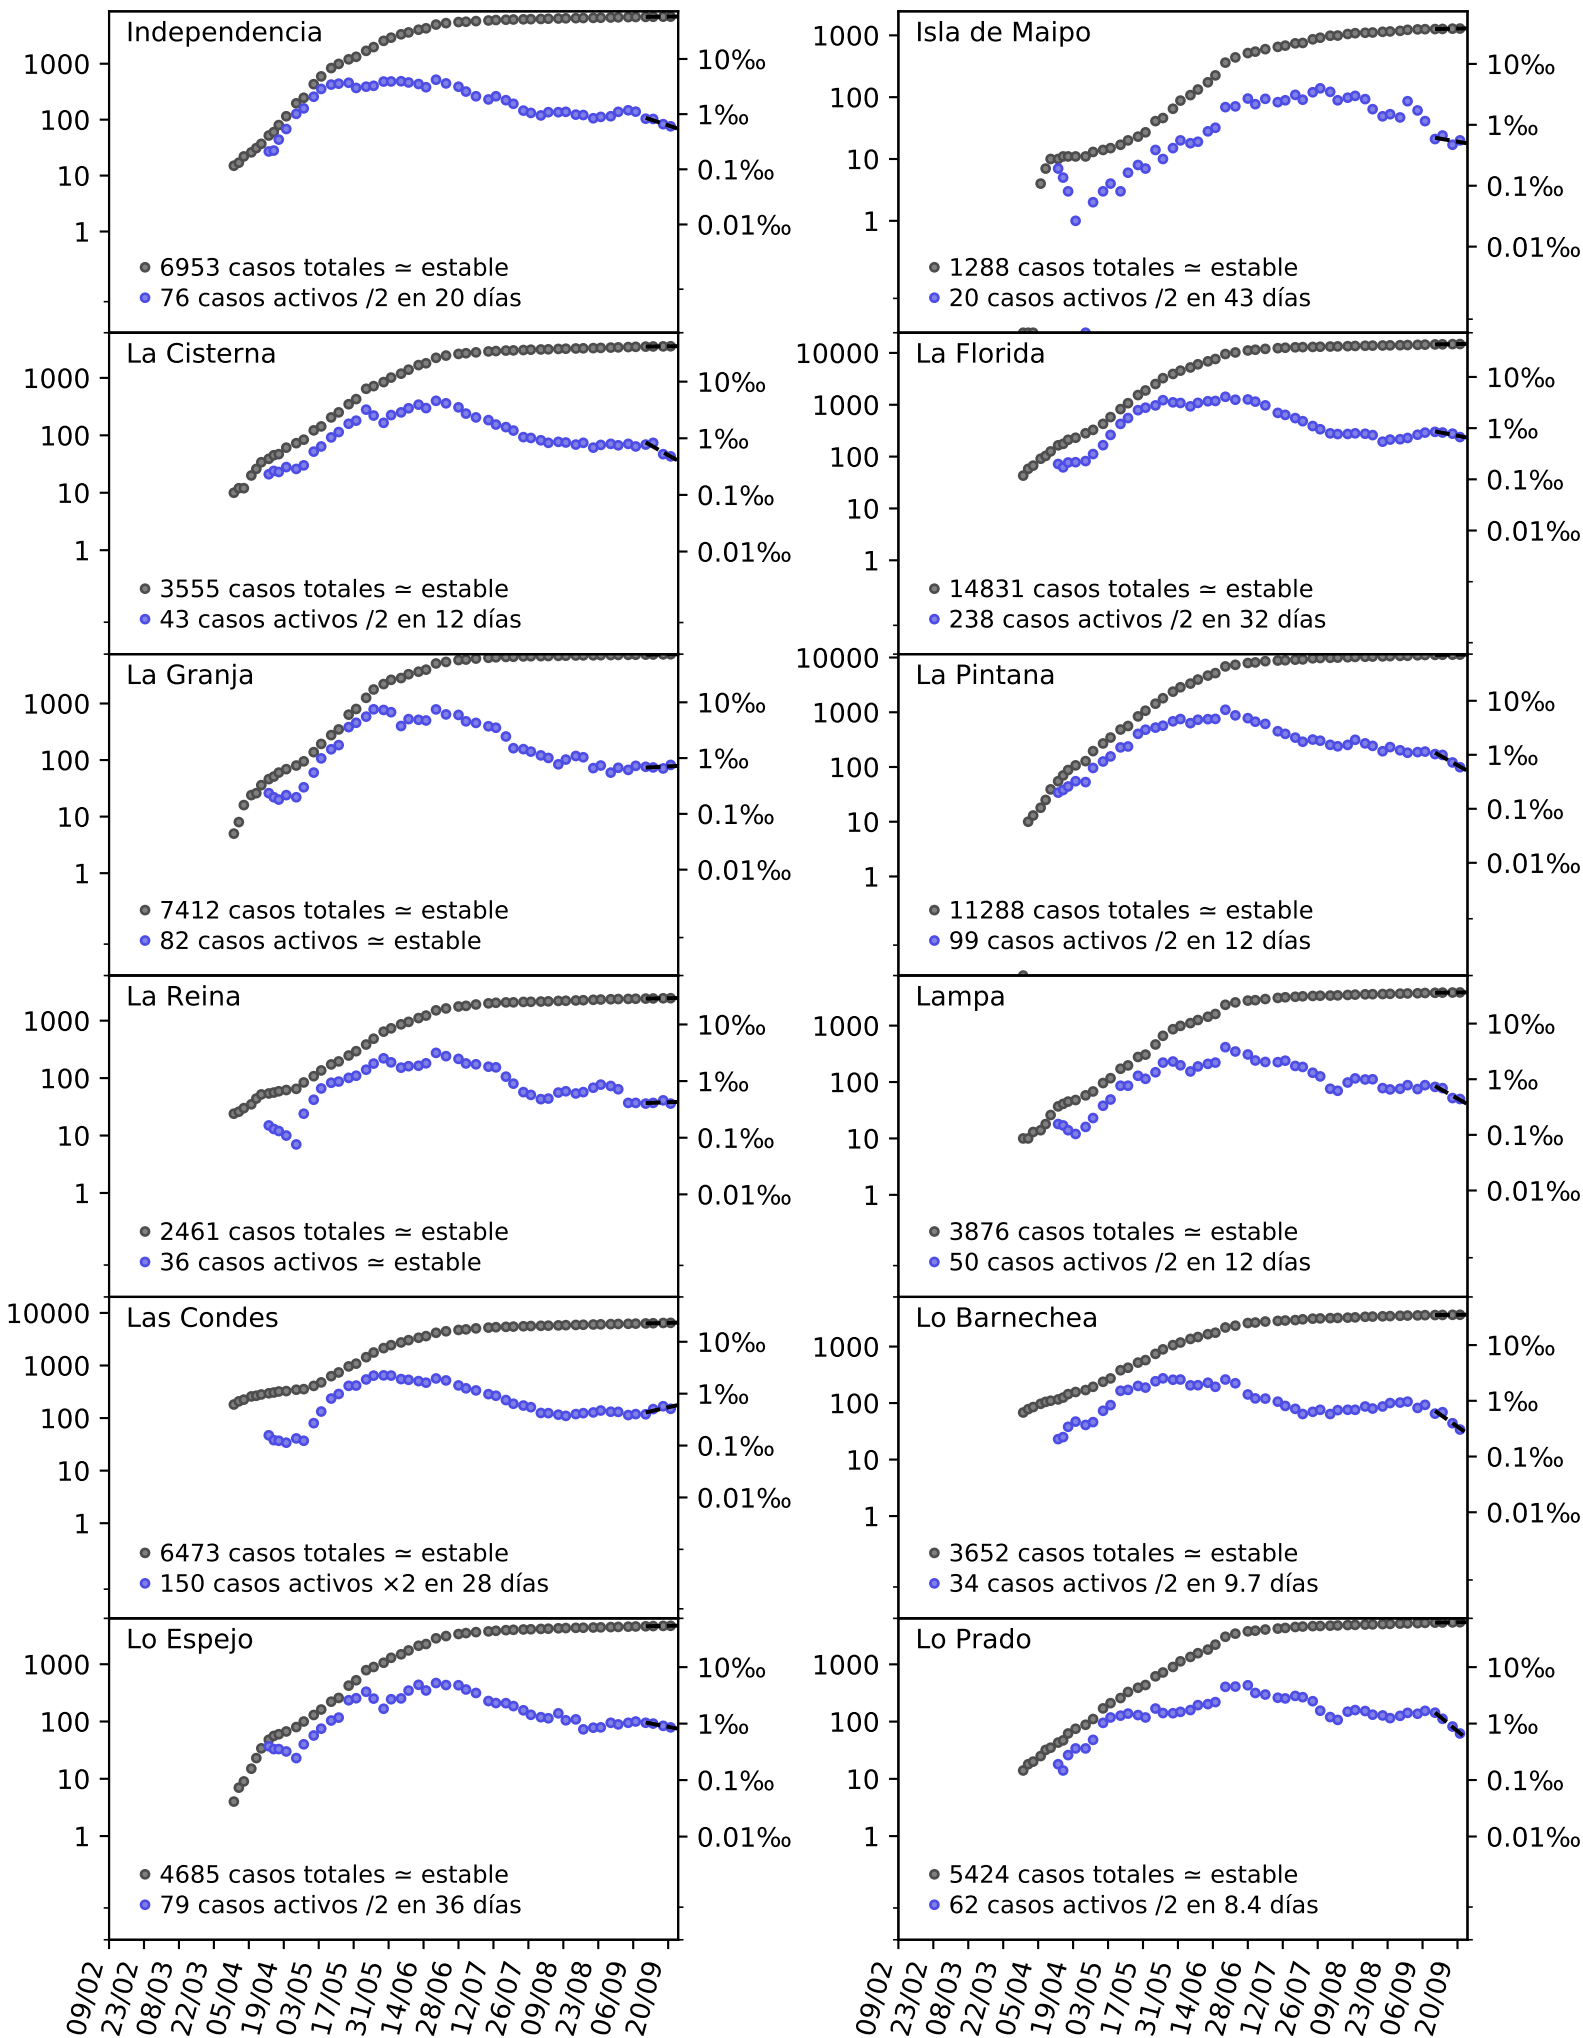 Independencia
1000
100
10
1
10‰
1‰
0.1‰
0.01‰
6953 casos totales ≃ estable
76 casos activos /2 en 20 días
Isla de Maipo
1000
100
10
1
10‰
1‰
0.1‰
0.01‰
1288 casos totales ≃ estable
20 casos activos /2 en 43 días
La Cisterna
1000
100
10
1
10‰
1‰
0.1‰
0.01‰
3555 casos totales ≃ estable
43 casos activos /2 en 12 días
La Florida
10000
1000
100
10
1
10‰
1‰
0.1‰
0.01‰
14831 casos totales ≃ estable
238 casos activos /2 en 32 días
La Granja
1000
100
10
1
10‰
1‰
0.1‰
0.01‰
7412 casos totales ≃ estable
82 casos activos ≃ estable
La Pintana
10000
1000
100
10
1
10‰
1‰
0.1‰
0.01‰
11288 casos totales ≃ estable
99 casos activos /2 en 12 días
La Reina
1000
100
10
1
10‰
1‰
0.1‰
0.01‰
2461 casos totales ≃ estable
36 casos activos ≃ estable
Lampa
1000
100
10
1
10‰
1‰
0.1‰
0.01‰
3876 casos totales ≃ estable
50 casos activos /2 en 12 días
Las Condes
10000
1000
100
10
1
10‰
1‰
0.1‰
0.01‰
6473 casos totales ≃ estable
150 casos activos ×2 en 28 días
Lo Barnechea
1000
100
10
1
10‰
1‰
0.1‰
0.01‰
3652 casos totales ≃ estable
34 casos activos /2 en 9.7 días
Lo Espejo
1000
100
10
1
10‰
1‰
0.1‰
0.01‰
4685 casos totales ≃ estable
79 casos activos /2 en 36 días
Lo Prado
1000
100
10
1
10‰
1‰
0.1‰
0.01‰
5424 casos totales ≃ estable
62 casos activos /2 en 8.4 días
09/02 23/02 08/03 22/03 05/04 19/04 03/05 17/05 31/05 14/06 28/06 12/07 26/07 09/08 23/08 06/09 20/09
09/02 23/02 08/03 22/03 05/04 19/04 03/05 17/05 31/05 14/06 28/06 12/07 26/07 09/08 23/08 06/09 20/09